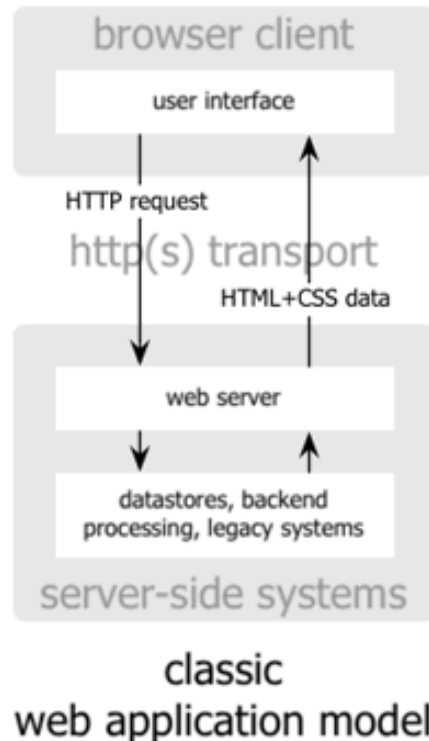 browser client
user interface
HTTP request
http(s) transport
HTML+CSS data
web server
datastores, backend
processing, legacy systems
server-side systems
classic
web application model